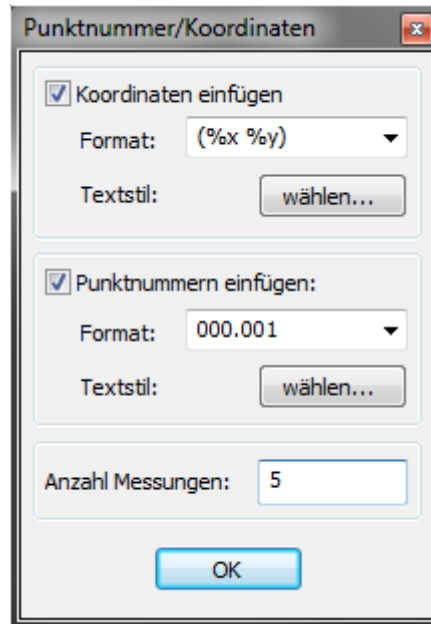 Punktnummer/Koordinaten
Koordinaten einfügen
Format: (%x %y)
Textstil: wählen...
Punktnummern einfügen:
Format: 000.001
Textstil: wählen...
Anzahl Messungen: 5
OK